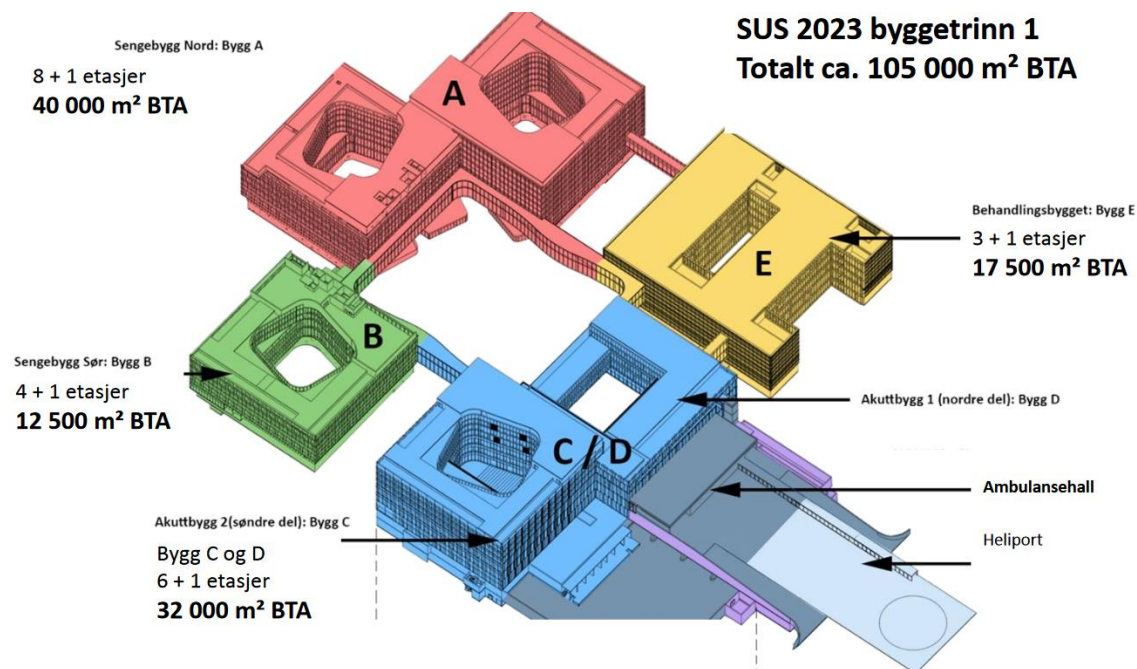 SUS 2023 byggetrinn 1
Totalt ca. 105 000 m² BTA
Sengebygg Nord: Bygg A
8 + 1 etasjer
40 000 m² BTA
A
Behandlingsbygget: Bygg E
3 + 1 etasjer
17 500 m² BTA
E
B
Sengebygg Sør: Bygg B
4 + 1 etasjer
12 500 m² BTA
Akuttbygg 1 (nordre del): Bygg D
C / D
Ambulansehall
Akuttbygg 2(søndre del): Bygg C
Bygg C og D
6 + 1 etasjer
32 000 m² BTA
Heliport